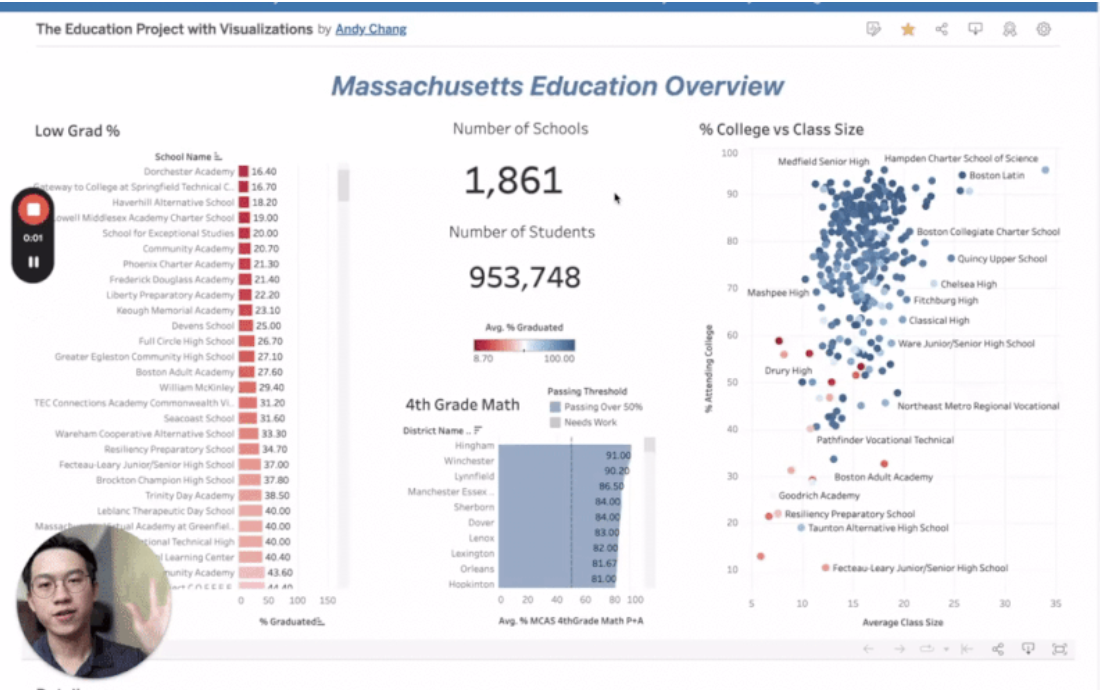 The Education Project with Visualizations by Andy Chang
Massachusetts Education Overview
Low Grad %
School Name
Dorchester Academy 16.40
Gateway to College at Springfield Technical C.. 16.70
Haverhill Alternative School 18.20
owell Middlesex Academy Charter School 19.00
School for Exceptional Studies 20.00
Community Academy 20.70
Phoenix Charter Academy 21.30
Frederick Douglass Academy 21.40
Liberty Preparatory Academy 22.20
Keough Memorial Academy 23.10
Devens School 25.00
Full Circle High School 26.70
Greater Egleston Community High School 27.10
Boston Adult Academy 27.60
William McKinley 29.40
TEC Connections Academy Commonwealth Vi.. 31.20
Seacoast School 31.60
Wareham Cooperative Alternative School 33.30
Resiliency Preparatory School 34.70
Fecteau-Leary Junior/Senior High School 37.00
Brockton Champion High School 37.80
Trinity Day Academy 38.50
Leblanc Therapeutic Day School 40.00
Massac tual Academy at Greenfiel.. 40.00
tional Technical High 40.00
l Learning Center 40.40
munity Academy 43.60
44.40
0 50 100 150
% Graduated
0:01
Number of Schools
1,861
Number of Students
953,748
Avg. % Graduated
8.70 100.00
4th Grade Math
Passing Threshold
Passing Over 50%
Needs Work
District Name ..
Hingham 91.00
Winchester 90.20
Lynnfield 86.50
Manchester Essex .. 84.00
Sherborn 84.00
Dover 83.00
Lenox 82.00
Lexington 81.67
Orleans 81.00
Hopkinton
0 20 40 60 80 100
Avg. % MCAS 4thGrade Math P+A
% College vs Class Size
% Attending College
100
90
80
70
60
50
40
30
20
10
Medfield Senior High
Hampden Charter School of Science
Boston Latin
Boston Collegiate Charter School
Quincy Upper School
Chelsea High
Mashpee High
Fitchburg High
Classical High
Ware Junior/Senior High School
Drury High
Northeast Metro Regional Vocational
Pathfinder Vocational Technical
Boston Adult Academy
Goodrich Academy
Resiliency Preparatory School
Taunton Alternative High School
Fecteau-Leary Junior/Senior High School
5 10 15 20 25 30 35
Average Class Size